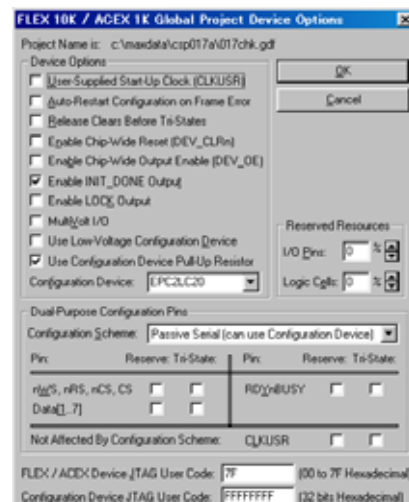 FLEX 10K / ACEX 1K Global Project Device Options
Project Name is: c:\maxdata\csp017a\017chk.gdf
Device Options
User-Supplied Start-Up Clock (CLKUSR)
Auto-Restart Configuration on Frame Error
Release Clears Before Tri-States
Enable Chip-Wide Reset (DEV_CLRn)
Enable Chip-Wide Output Enable (DEV_OE)
Enable INIT_DONE Output
Enable LOCK Output
MultiVolt I/O
Use Low-Voltage Configuration Device
Use Configuration Device Pull-Up Resistor
Configuration Device: EPC2LC20
OK
Cancel
Reserved Resources
I/O Pins: 0 %
Logic Cells: 0 %
Dual-Purpose Configuration Pins
Configuration Scheme: Passive Serial (can use Configuration Device)
Pin: Reserve: Tri-State: Pin: Reserve: Tri-State:
nWS, nRS, nCS, CS RDYnBUSY
Data[1..7]
Not Affected By Configuration Scheme: CLKUSR
FLEX / ACEX Device JTAG User Code: 7F (00 to 7F Hexadecimal
Configuration Device JTAG User Code: FFFFFFFF (32 bits Hexadecimal)